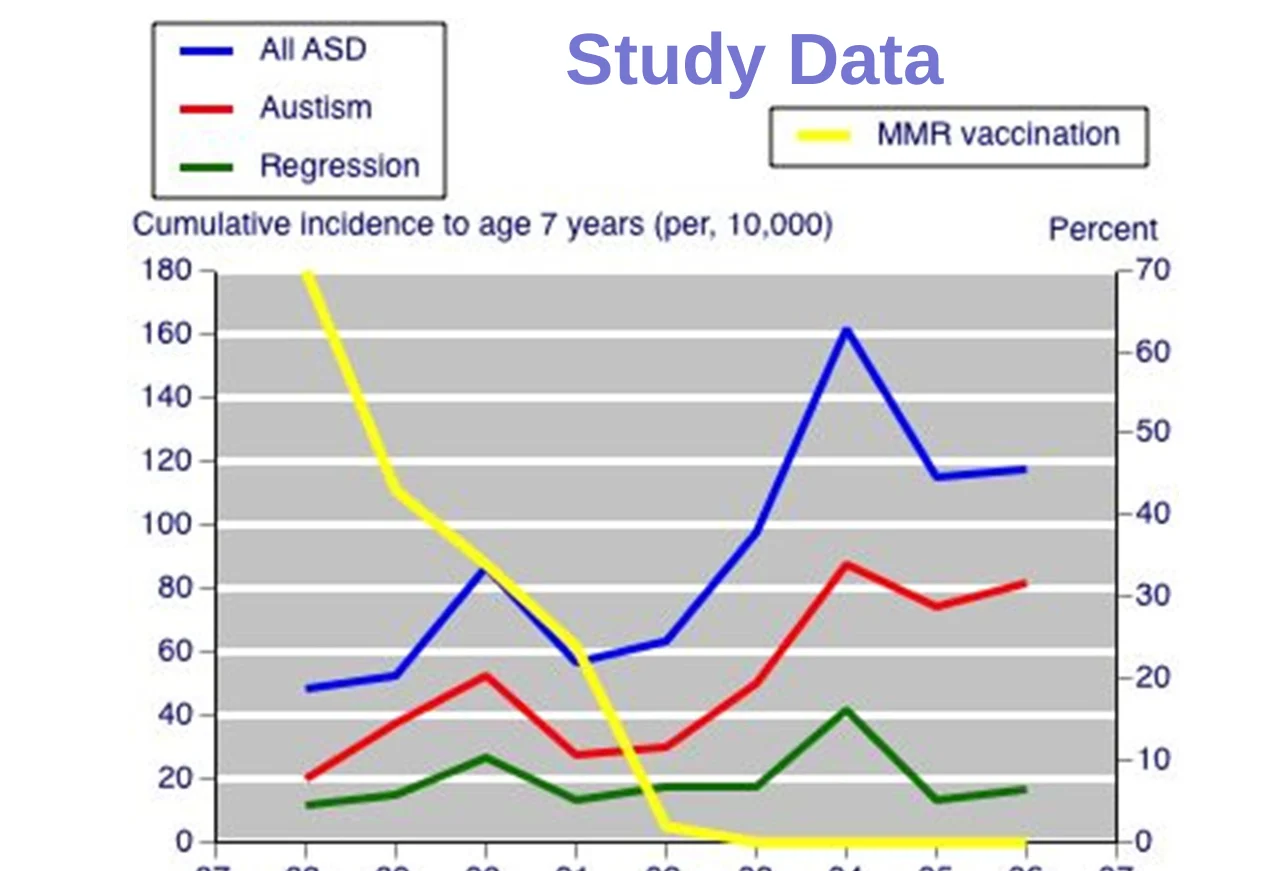 Study Data
All ASD
Austism
Regression
MMR vaccination
Cumulative incidence to age 7 years (per, 10,000)
Percent
180
160
140
120
100
80
60
40
20
0
70
60
50
40
30
20
10
0